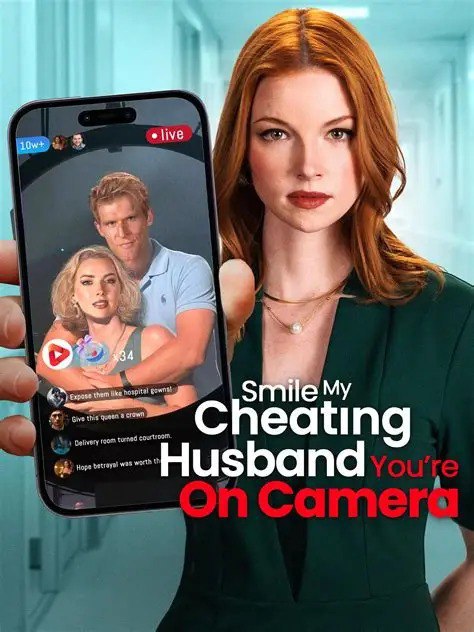 10w+
live
x34
Expose them like hospital gowns!
Give this queen a crown
Delivery room turned courtroom.
Hope betrayal was worth th
Smile My
Cheating
Husband You're
On Camera